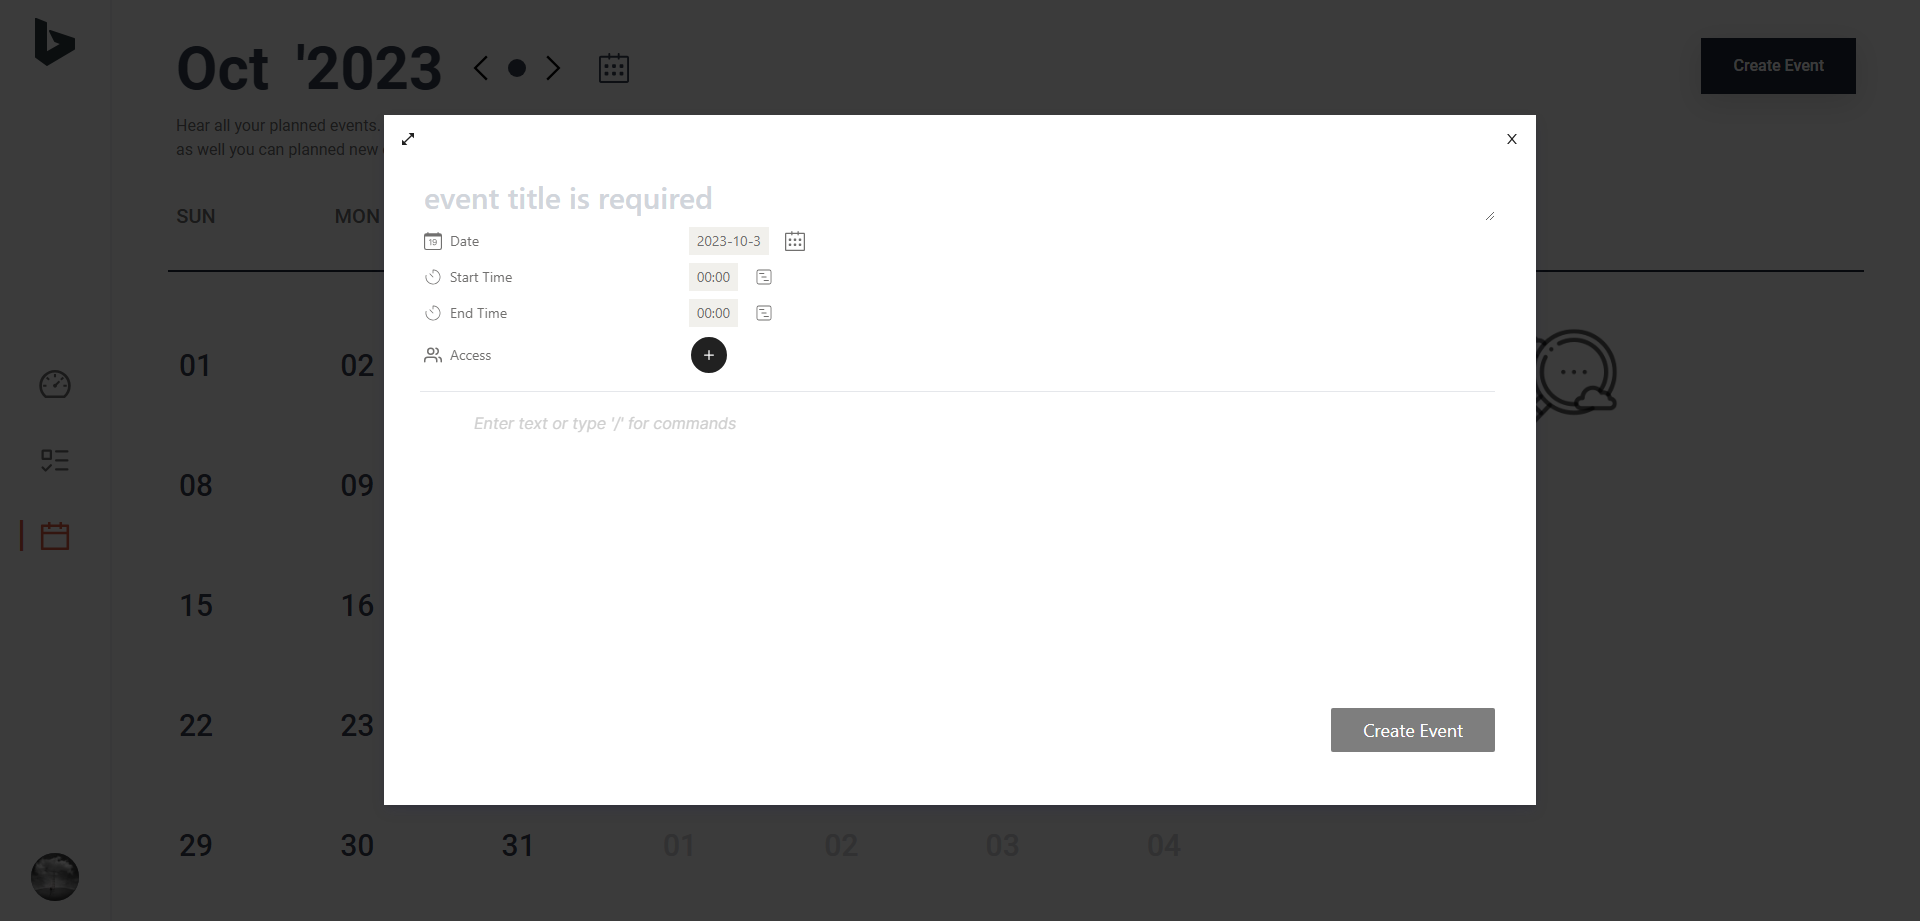 Oct '2023
Create Event
Hear all your planned events.
as well you can planned new
X
event title is required
SUN MON
19 Date 2023-10-3
Start Time 00:00
End Time 00:00
Access +
01 02
Enter text or type '/' for commands
08 09
15 16
22 23
Create Event
29 30 31 01 02 03 04